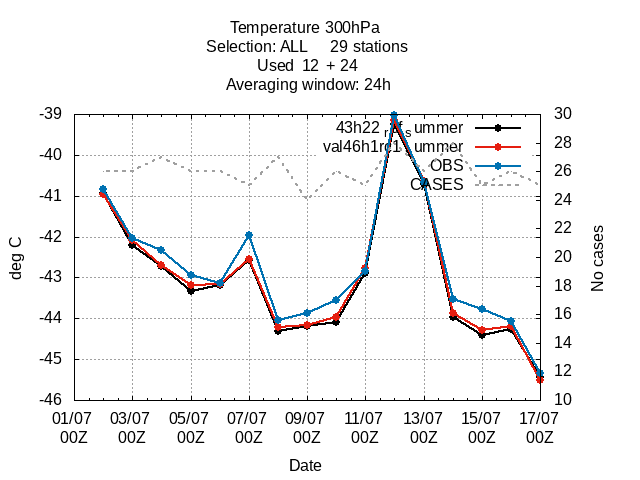 Temperature 300hPa
Selection: ALL 29 stations
Used 12 + 24
Averaging window: 24h
43h22 ref_summer
val46h1rc1_summer
OBS
CASES
-39
-40
-41
-42
-43
-44
-45
-46
deg C
30
28
26
24
22
20
18
16
14
12
10
No cases
01/07 03/07 05/07 07/07 09/07 11/07 13/07 15/07 17/07
00Z 00Z 00Z 00Z 00Z 00Z 00Z 00Z 00Z
Date